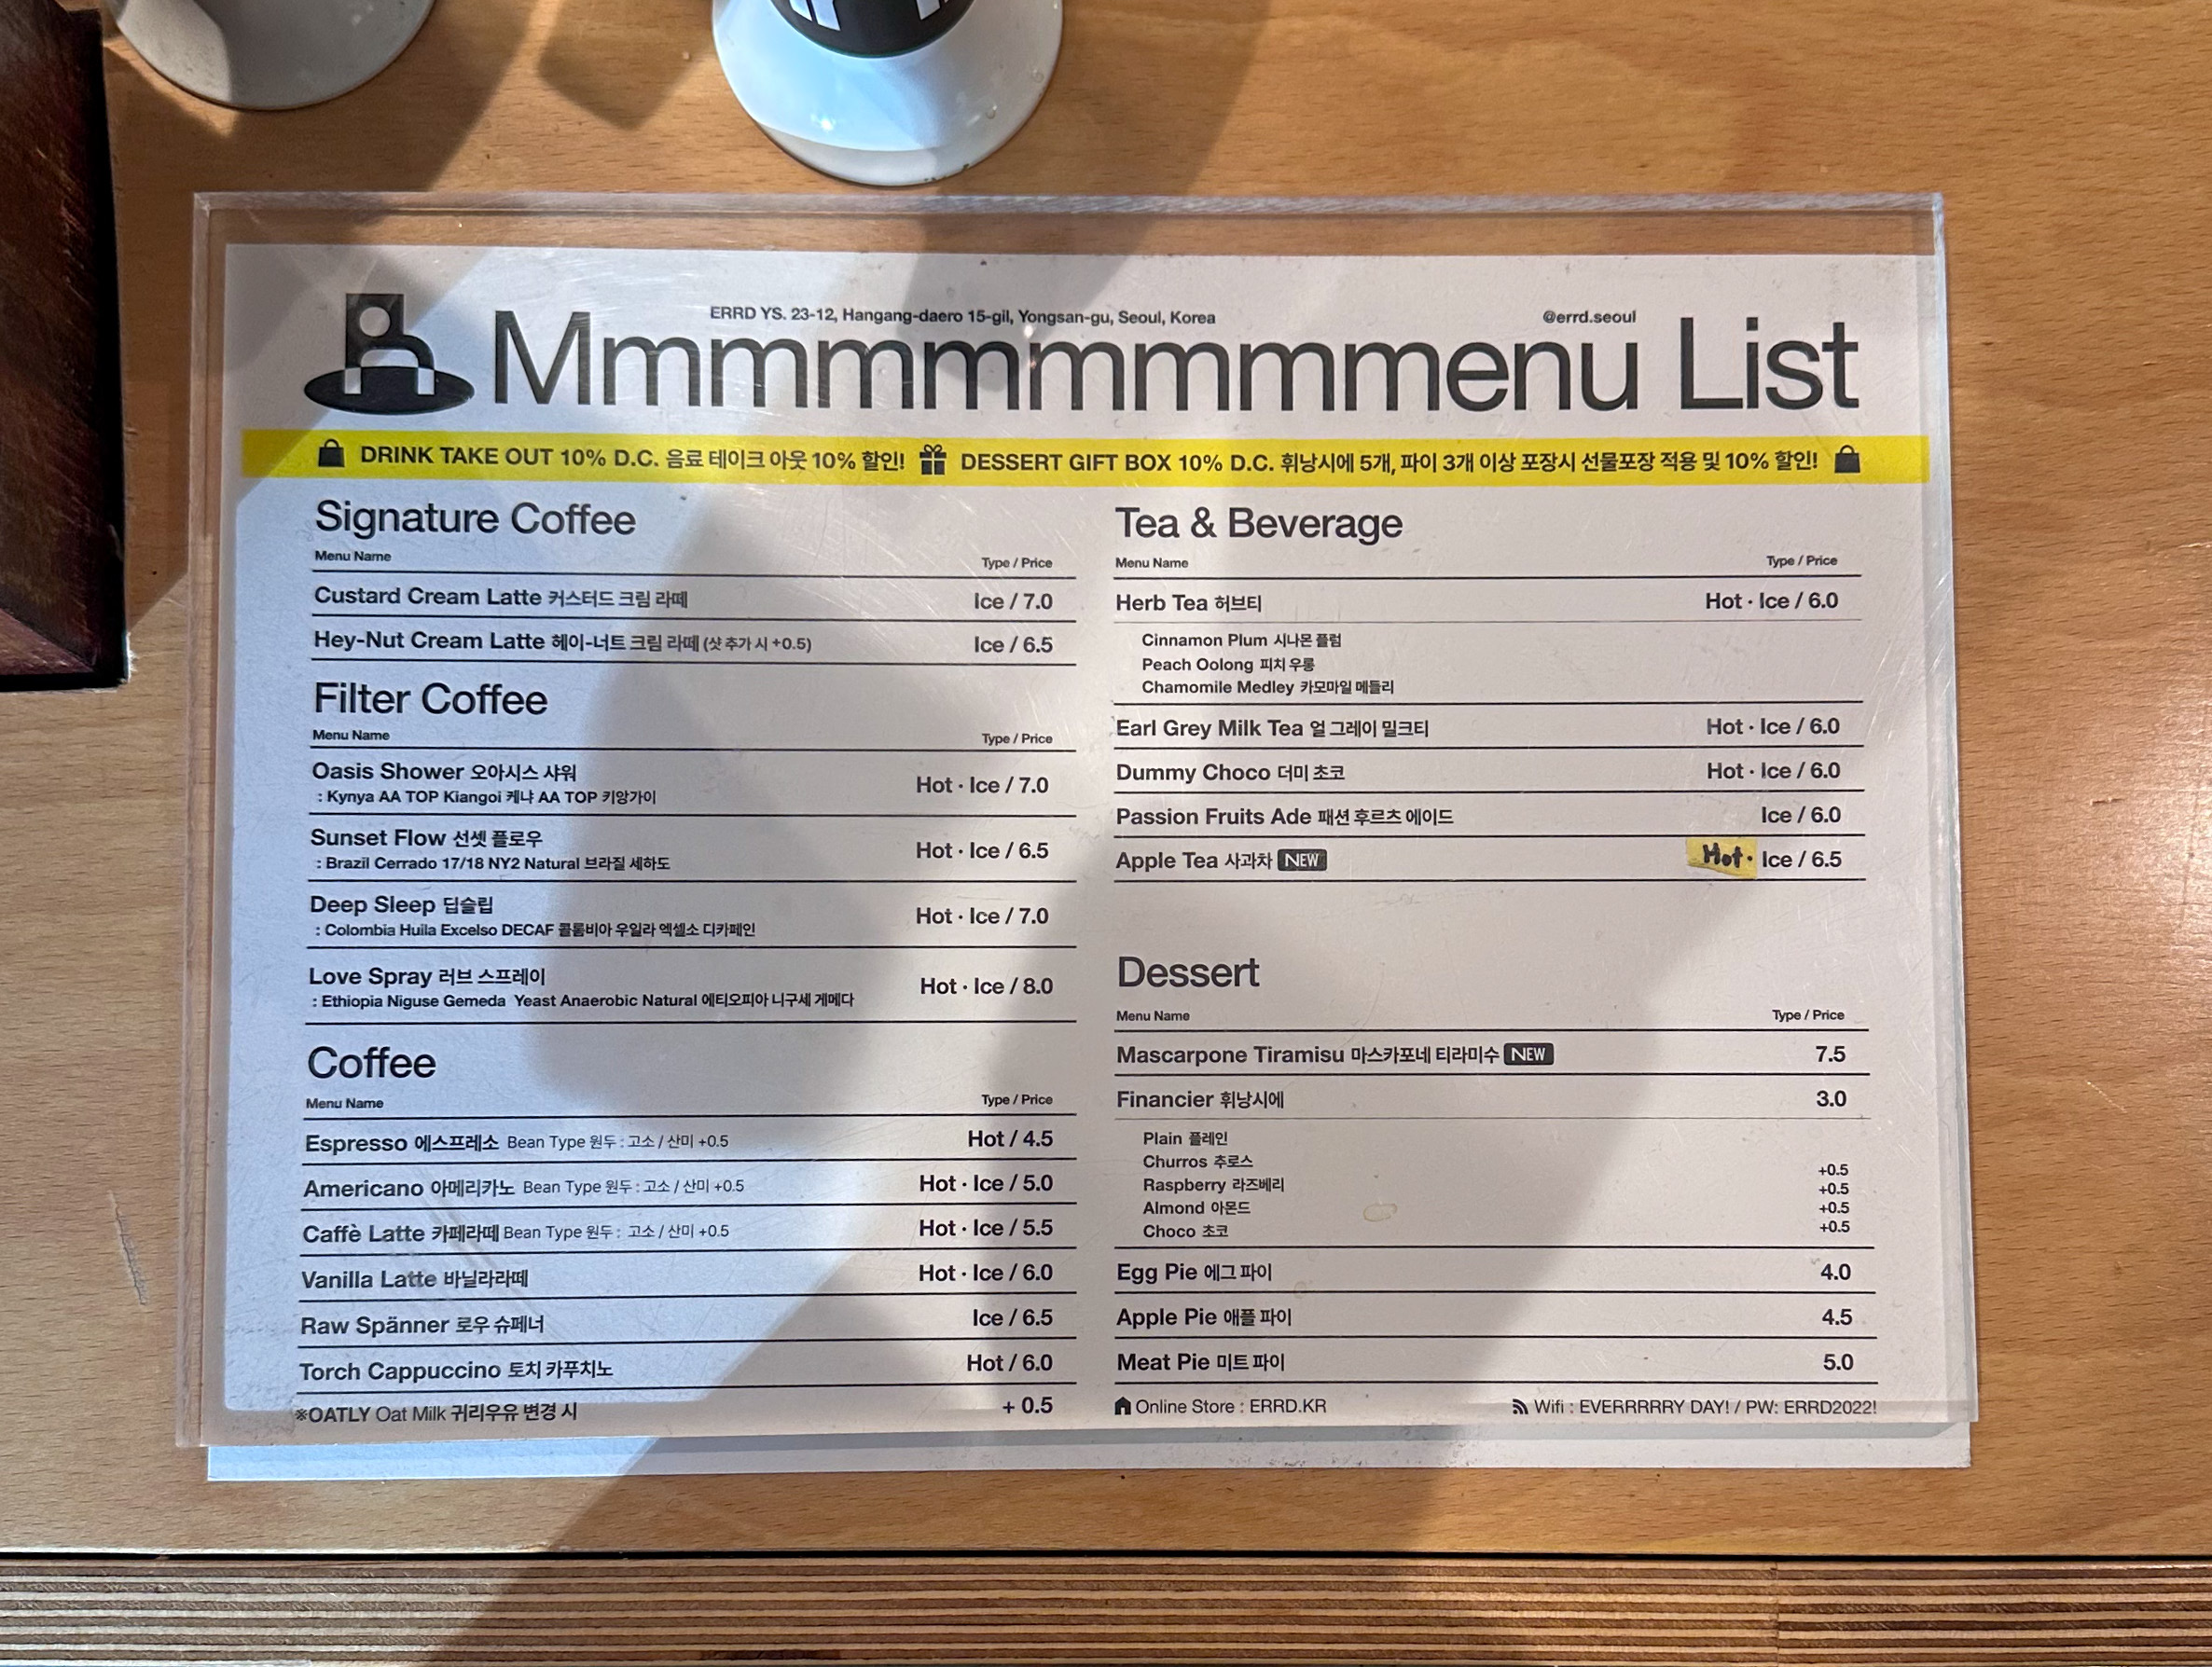 ERRD YS. 23-12, Hangang-daero 15-gil, Yongsan-gu, Seoul, Korea
@errd.seoul
Mmmmmmmmmenu List
DRINK TAKE OUT 10% D.C. 음료 테이크 아웃 10% 할인! DESSERT GIFT BOX 10% D.C. 휘낭시에 5개, 파이 3개 이상 포장시 선물포장 적용 및 10% 할인!
Signature Coffee
Menu Name Type / Price
Custard Cream Latte 커스터드 크림 라떼 Ice / 7.0
Hey-Nut Cream Latte 헤이-너트 크림 라떼 (샷 추가 시 +0.5) Ice / 6.5
Filter Coffee
Menu Name Type / Price
Oasis Shower 오아시스 샤워 Hot · Ice / 7.0
: Kynya AA TOP Kiangoi 케냐 AA TOP 키앙가이
Sunset Flow 선셋 플로우 Hot · Ice / 6.5
: Brazil Cerrado 17/18 NY2 Natural 브라질 세하도
Deep Sleep 딥슬립 Hot · Ice / 7.0
: Colombia Huila Excelso DECAF 콜롬비아 우일라 엑셀소 디카페인
Love Spray 러브 스프레이 Hot · Ice / 8.0
: Ethiopia Niguse Gemeda Yeast Anaerobic Natural 에티오피아 니구세 게메다
Coffee
Menu Name Type / Price
Espresso 에스프레소 Bean Type 원두 : 고소 / 산미 +0.5 Hot / 4.5
Americano 아메리카노 Bean Type 원두 : 고소 / 산미 +0.5 Hot · Ice / 5.0
Caffè Latte 카페라떼 Bean Type 원두 : 고소 / 산미 +0.5 Hot · Ice / 5.5
Vanilla Latte 바닐라라떼 Hot · Ice / 6.0
Raw Spänner 로우 슈페너 Ice / 6.5
Torch Cappuccino 토치 카푸치노 Hot / 6.0
※OATLY Oat Milk 귀리우유 변경 시 + 0.5
Tea & Beverage
Menu Name Type / Price
Herb Tea 허브티 Hot · Ice / 6.0
Cinnamon Plum 시나몬 플럼
Peach Oolong 피치 우롱
Chamomile Medley 카모마일 메들리
Earl Grey Milk Tea 얼 그레이 밀크티 Hot · Ice / 6.0
Dummy Choco 더미 초코 Hot · Ice / 6.0
Passion Fruits Ade 패션 후르츠 에이드 Ice / 6.0
Apple Tea 사과차 NEW Hot · Ice / 6.5
Dessert
Menu Name Type / Price
Mascarpone Tiramisu 마스카포네 티라미수 NEW 7.5
Financier 휘낭시에 3.0
Plain 플레인
Churros 추로스 +0.5
Raspberry 라즈베리 +0.5
Almond 아몬드 +0.5
Choco 초코 +0.5
Egg Pie 에그 파이 4.0
Apple Pie 애플 파이 4.5
Meat Pie 미트 파이 5.0
Online Store : ERRD.KR Wifi : EVERRRRRY DAY! / PW: ERRD2022!